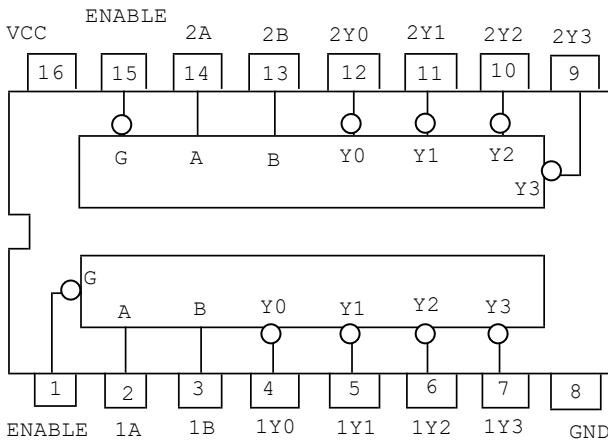 ENABLE
VCC 2A 2B 2Y0 2Y1 2Y2 2Y3
16 15 14 13 12 11 10 9
G A B Y0 Y1 Y2
Y3
G
A B Y0 Y1 Y2 Y3
1 2 3 4 5 6 7 8
ENABLE 1A 1B 1Y0 1Y1 1Y2 1Y3 GND